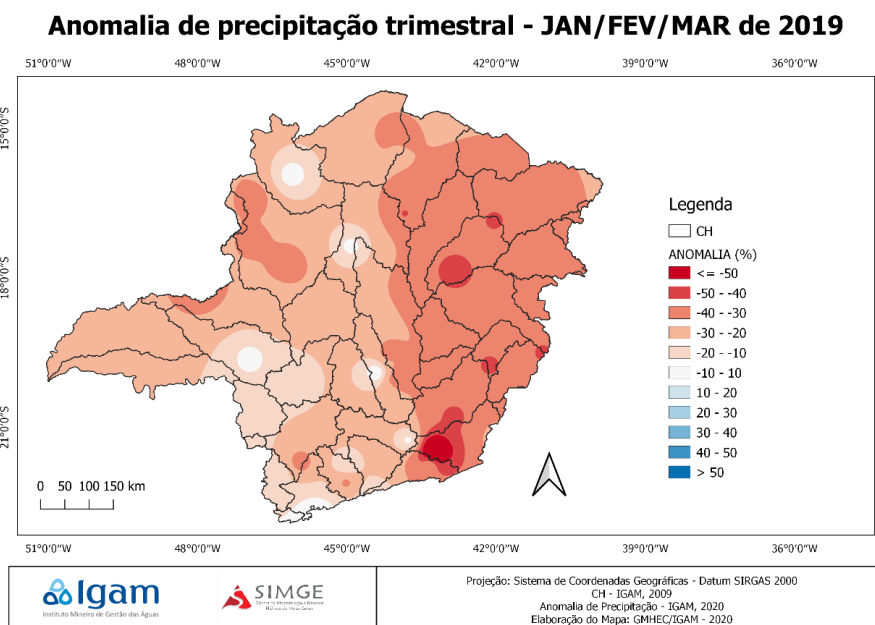 Anomalia de precipitação trimestral - JAN/FEV/MAR de 2019
51°0'0"W 48°0'0"W 45°0'0"W 42°0'0"W 39°0'0"W 36°0'0"W
15°0'0"S
18°0'0"S
21°0'0"S
Legenda
CH
ANOMALIA (%)
<= -50
-50 - -40
-40 - -30
-30 - -20
-20 - -10
-10 - 10
10 - 20
20 - 30
30 - 40
40 - 50
> 50
0 50 100 150 km
51°0'0"W 48°0'0"W 45°0'0"W 42°0'0"W 39°0'0"W 36°0'0"W
Igam
Instituto Mineiro de Gestão das Águas
SIMGE
Projeção: Sistema de Coordenadas Geográficas - Datum SIRGAS 2000
CH - IGAM, 2009
Anomalia de Precipitação - IGAM, 2020
Elaboração do Mapa: GMHEC/IGAM - 2020